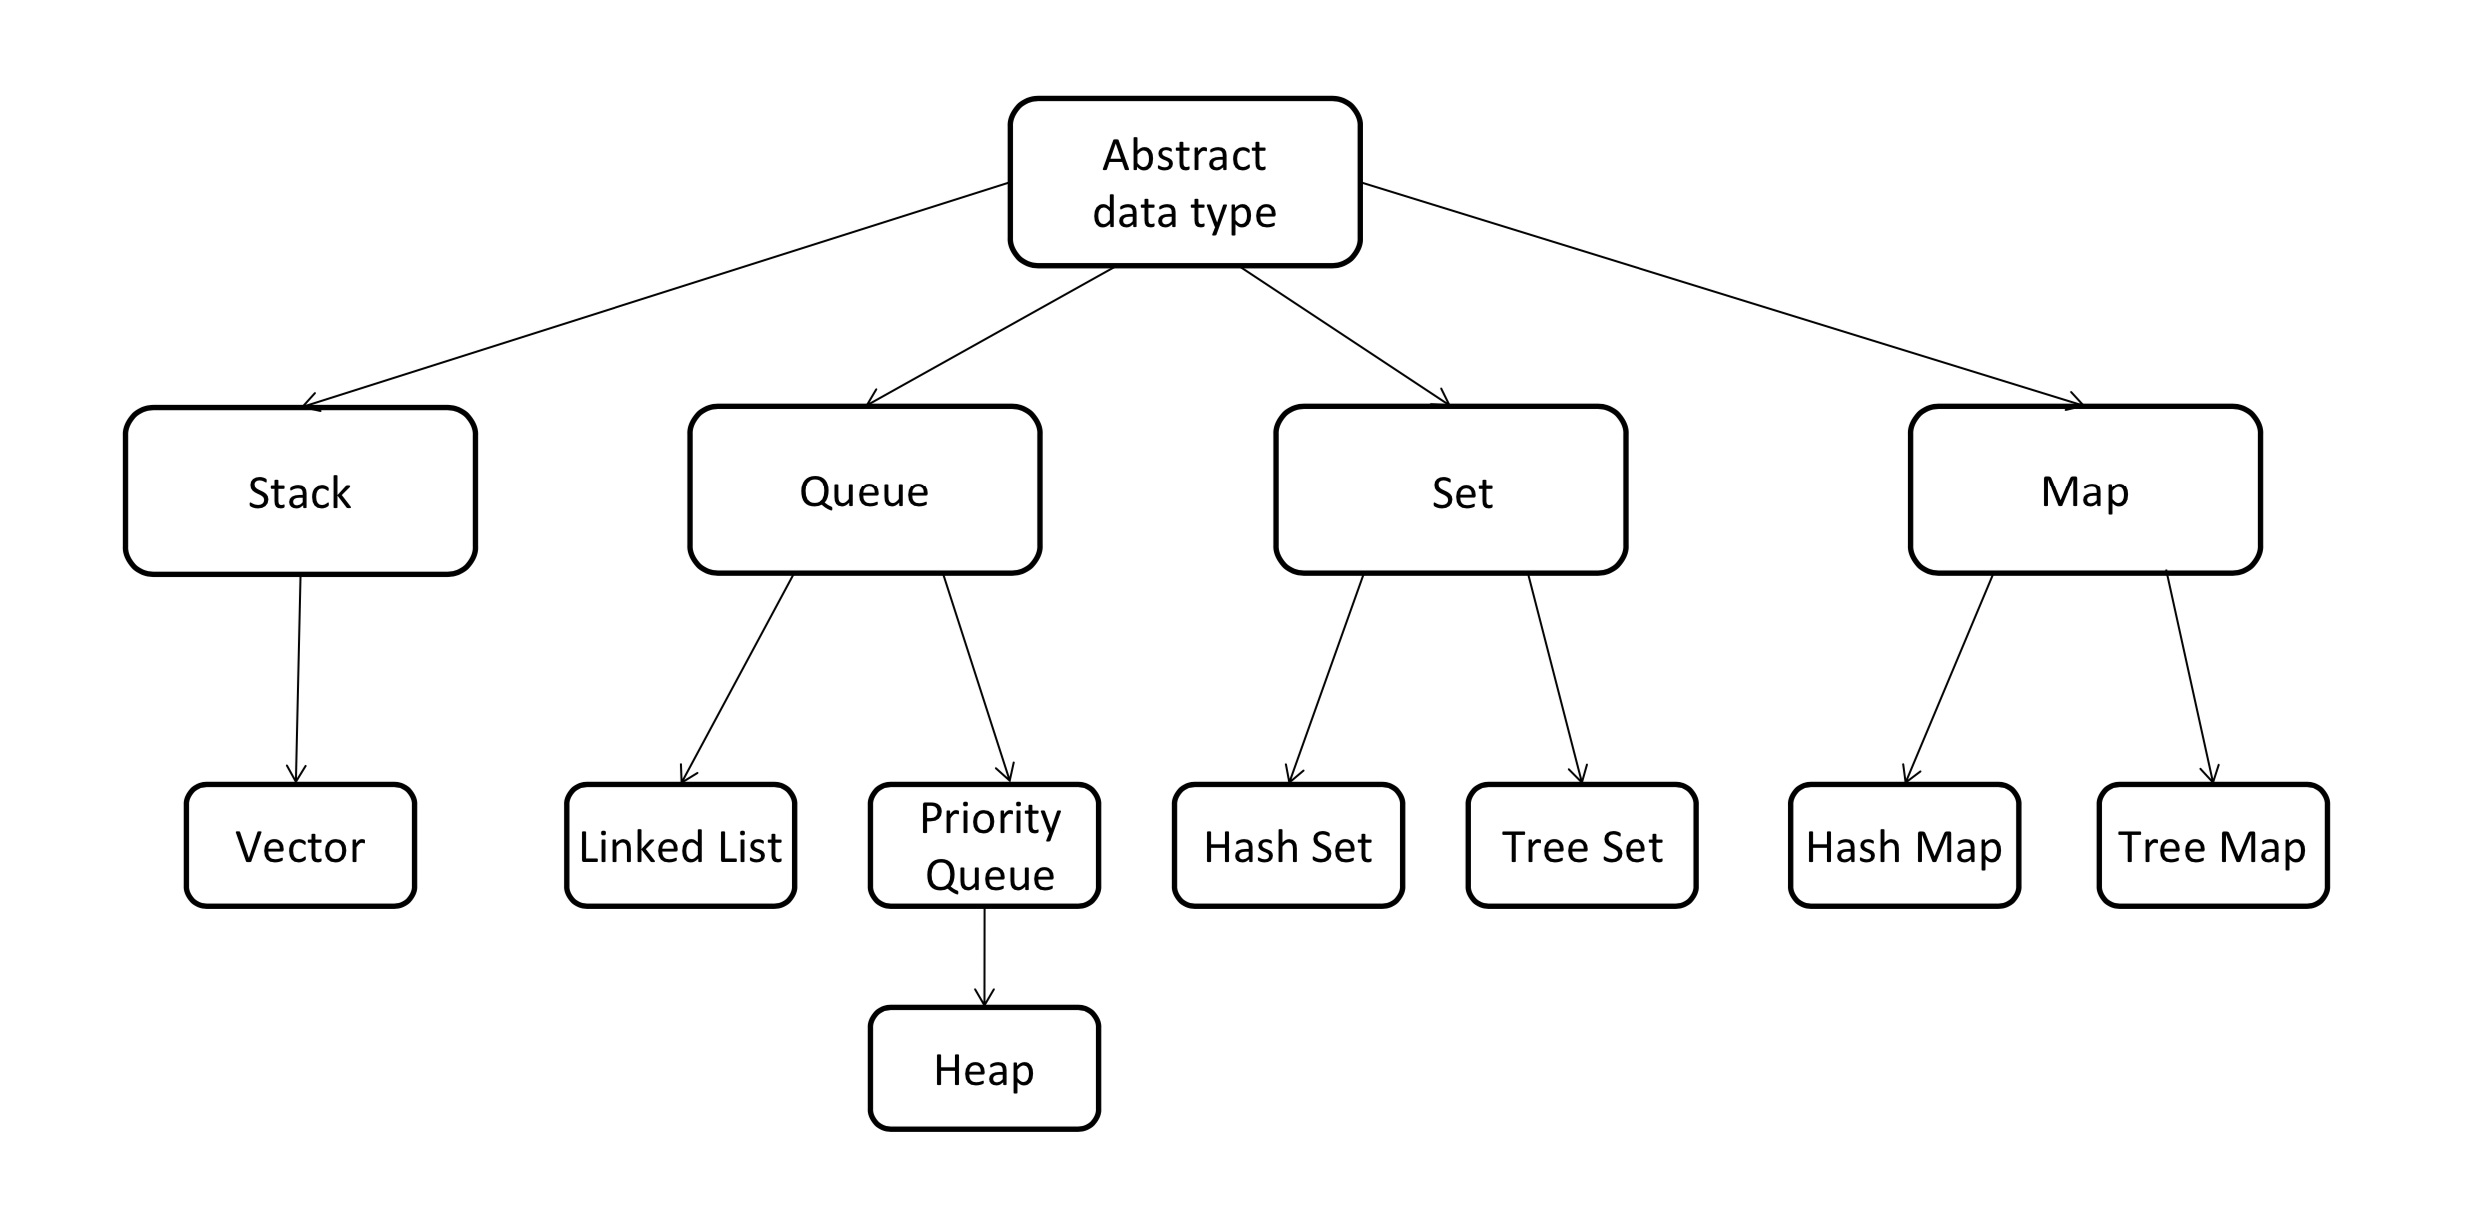 Abstract
data type
Stack
Queue
Set
Map
Vector
Linked List
Priority
Queue
Hash Set
Tree Set
Hash Map
Tree Map
Heap